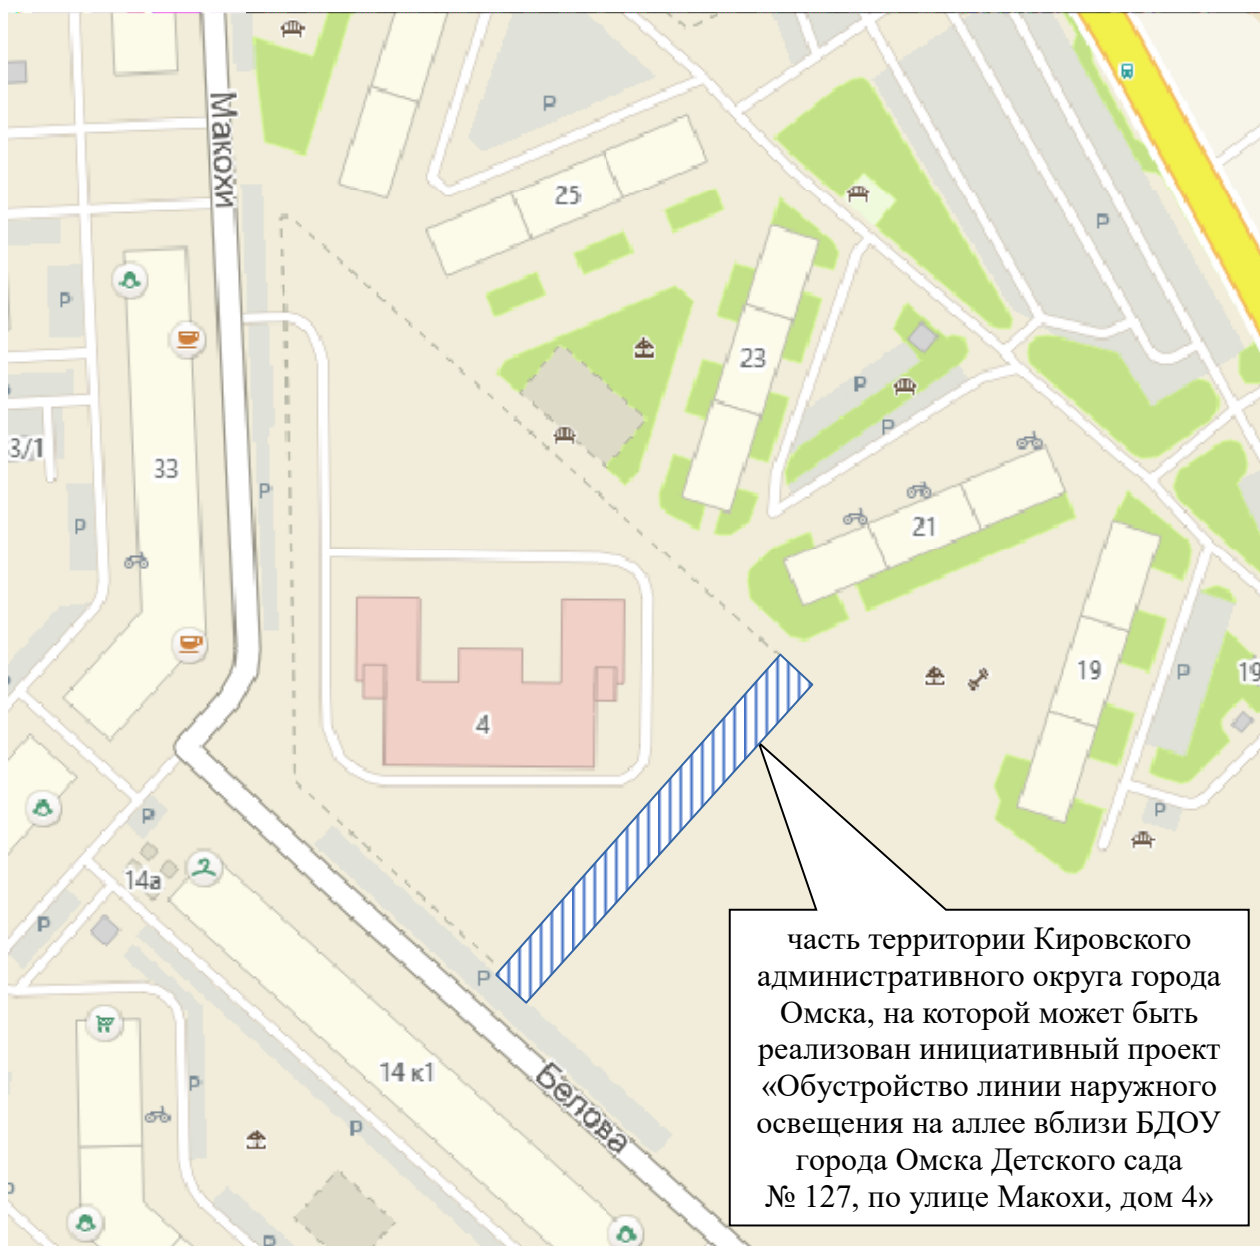 P
Макохи
25
P
P
23
P
33
3/1
P
P
P
P
21
19
P
19
4
P
P
14а
P
P
14 к1
P
P
Белова
P
P
часть территории Кировского
административного округа города
Омска, на которой может быть
реализован инициативный проект
«Обустройство линии наружного
освещения на аллее вблизи БДОУ
города Омска Детского сада
№ 127, по улице Макохи, дом 4»